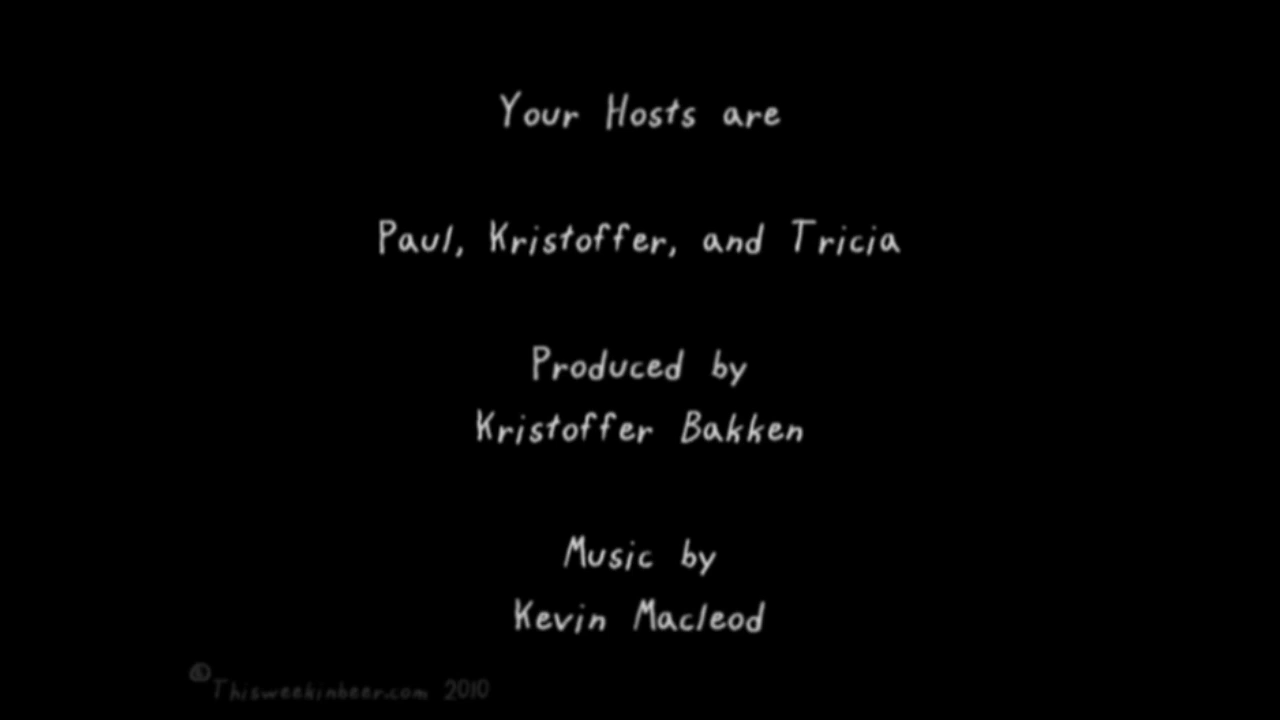 Your Hosts are
Paul, Kristoffer, and Tricia
Produced by
Kristoffer Bakken
Music by
Kevin Macleod
© Thisweekinbeer.com 2010